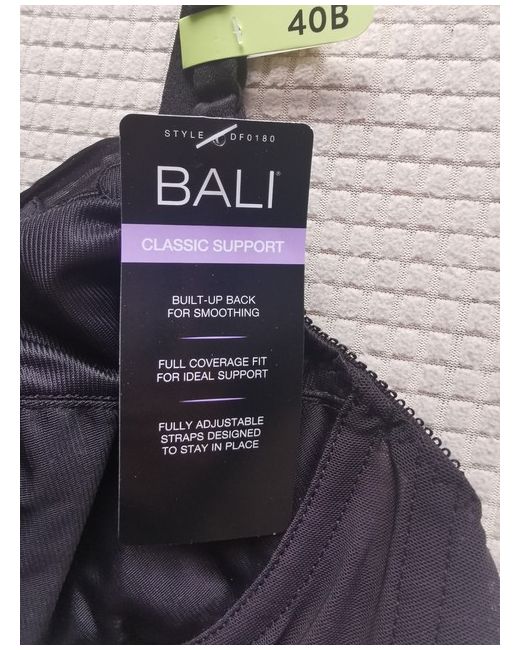 40B
STYLE DF0180
BALI®
CLASSIC SUPPORT
BUILT-UP BACK
FOR SMOOTHING
FULL COVERAGE FIT
FOR IDEAL SUPPORT
FULLY ADJUSTABLE
STRAPS DESIGNED
TO STAY IN PLACE